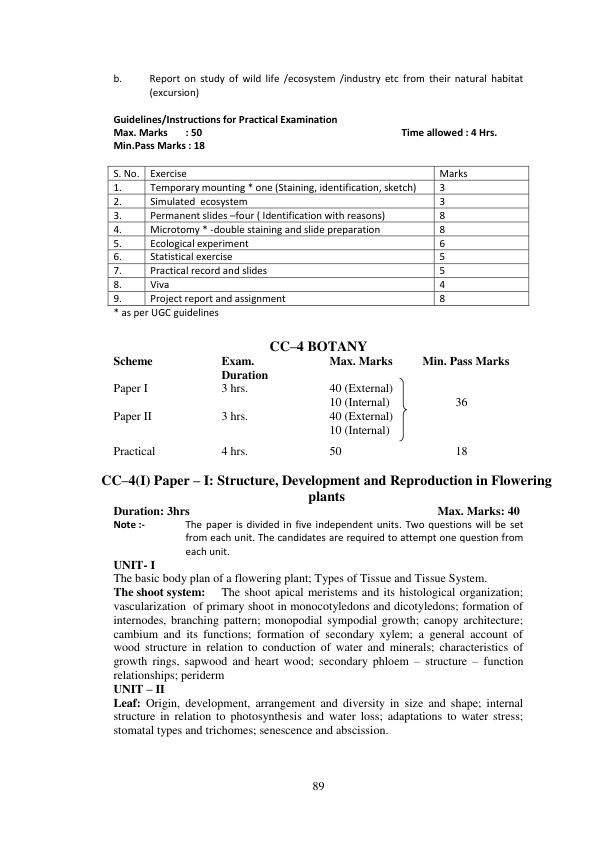 b. Report on study of wild life /ecosystem /industry etc from their natural habitat
(excursion)
Guidelines/Instructions for Practical Examination
Max. Marks : 50 Time allowed : 4 Hrs.
Min.Pass Marks : 18
S. No. Exercise Marks
1. Temporary mounting * one (Staining, identification, sketch) 3
2. Simulated ecosystem 3
3. Permanent slides –four ( Identification with reasons) 8
4. Microtomy * -double staining and slide preparation 8
5. Ecological experiment 6
6. Statistical exercise 5
7. Practical record and slides 5
8. Viva 4
9. Project report and assignment 8
* as per UGC guidelines
CC–4 BOTANY
Scheme Exam. Max. Marks Min. Pass Marks
Duration
Paper I 3 hrs. 40 (External)
10 (Internal) 36
Paper II 3 hrs. 40 (External)
10 (Internal)
Practical 4 hrs. 50 18
CC–4(I) Paper – I: Structure, Development and Reproduction in Flowering
plants
Duration: 3hrs Max. Marks: 40
Note :- The paper is divided in five independent units. Two questions will be set
from each unit. The candidates are required to attempt one question from
each unit.
UNIT- I
The basic body plan of a flowering plant; Types of Tissue and Tissue System.
The shoot system: The shoot apical meristems and its histological organization;
vascularization of primary shoot in monocotyledons and dicotyledons; formation of
internodes, branching pattern; monopodial sympodial growth; canopy architecture;
cambium and its functions; formation of secondary xylem; a general account of
wood structure in relation to conduction of water and minerals; characteristics of
growth rings, sapwood and heart wood; secondary phloem – structure – function
relationships; periderm
UNIT – II
Leaf: Origin, development, arrangement and diversity in size and shape; internal
structure in relation to photosynthesis and water loss; adaptations to water stress;
stomatal types and trichomes; senescence and abscission.
89